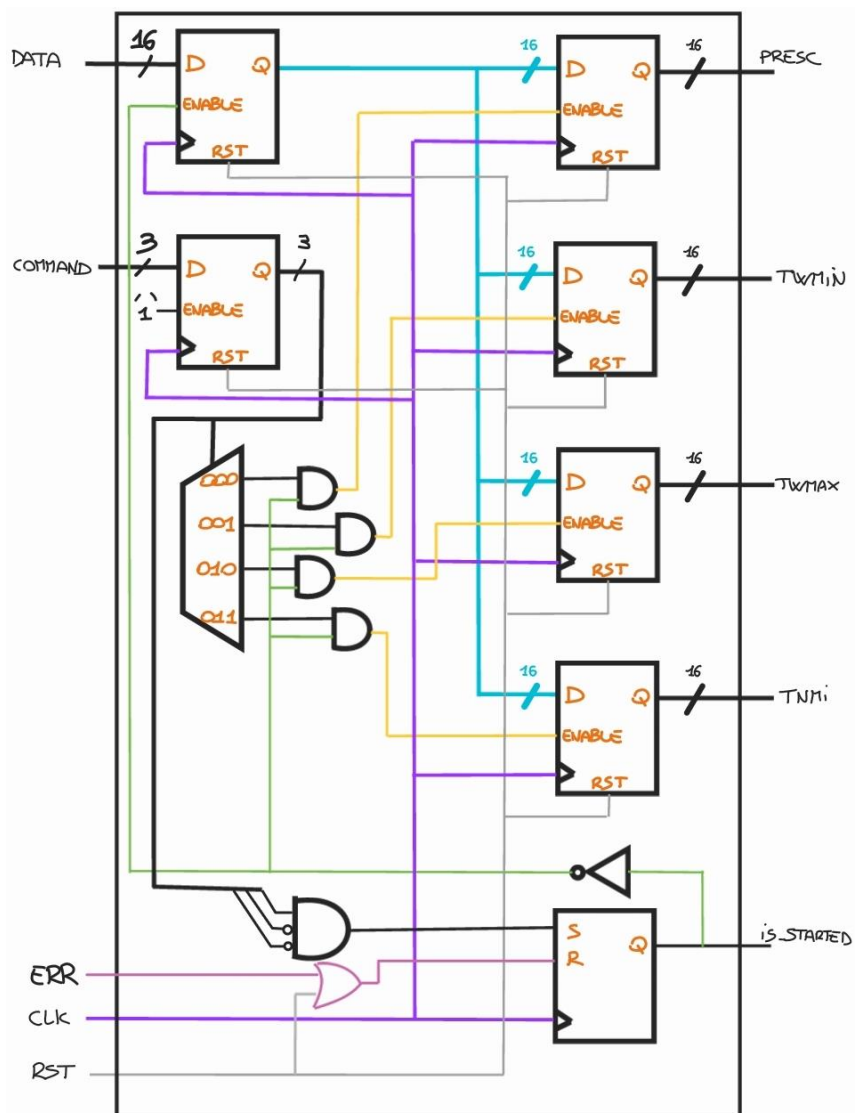 DATA
16
D
Q
ENABLE
RST
16
D
Q
ENABLE
RST
16
PRESC
COMMAND
3
D
Q
3
"1"
ENABLE
RST
16
D
Q
ENABLE
RST
16
TWMiN
000
001
010
011
16
D
Q
ENABLE
RST
16
TWMAX
16
D
Q
ENABLE
RST
16
TNMi
S
R
Q
is_STARTED
ERR
CLK
RST